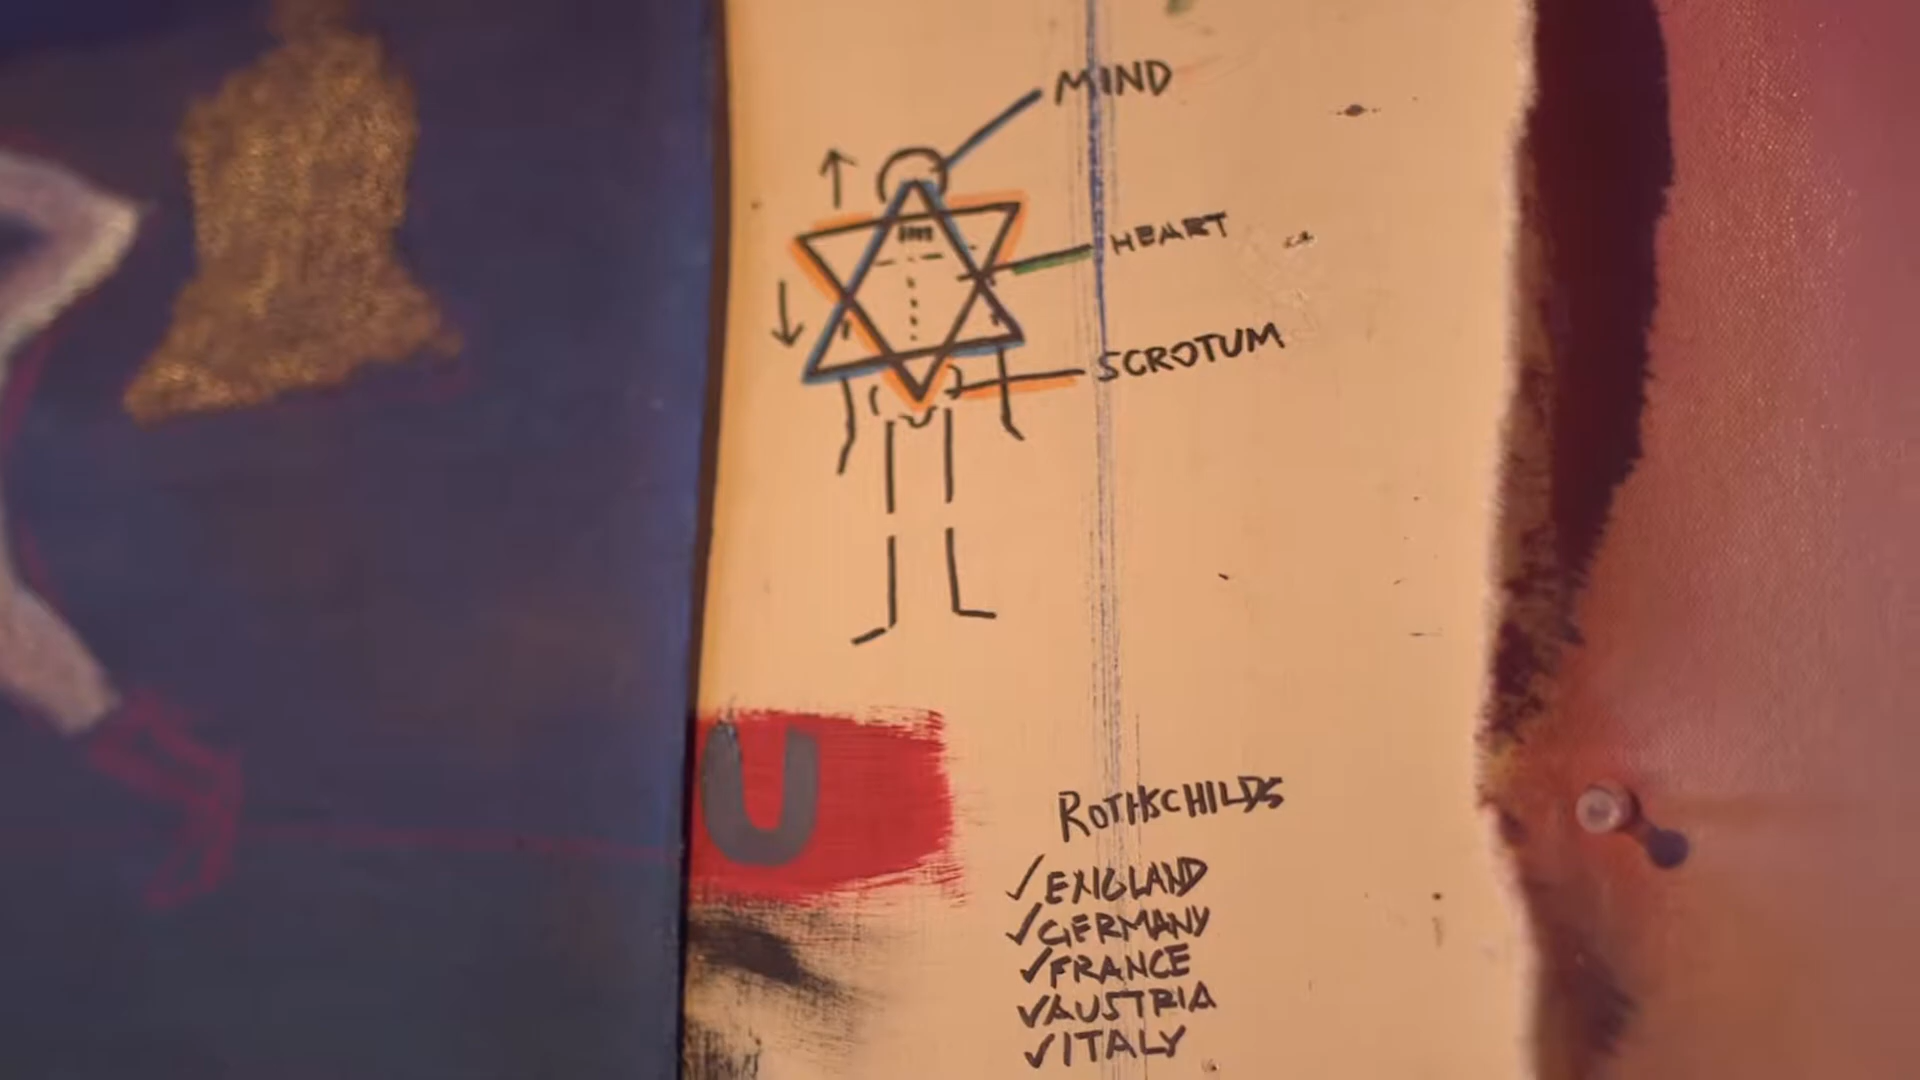 MIND
HEART
SCROTUM
U
ROTHSCHILDS
✓ENGLAND
✓GERMANY
✓FRANCE
✓AUSTRIA
✓ITALY